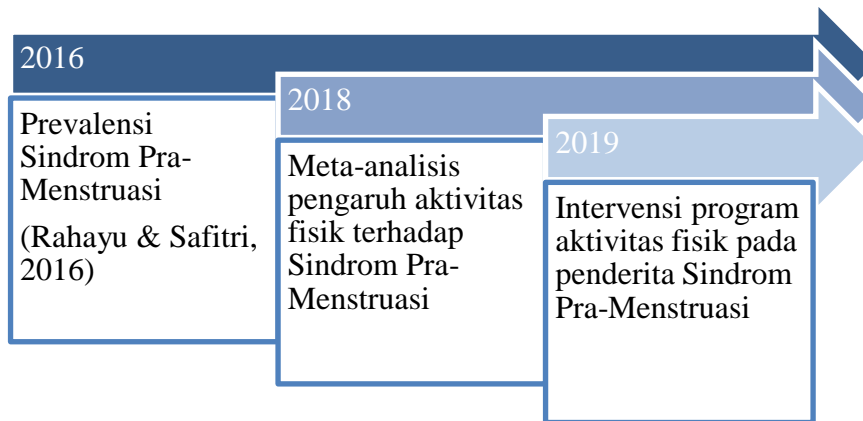 2016
Prevalensi
Sindrom Pra-
Menstruasi
(Rahayu & Safitri,
2016)
2018
Meta-analisis
pengaruh aktivitas
fisik terhadap
Sindrom Pra-
Menstruasi
2019
Intervensi program
aktivitas fisik pada
penderita Sindrom
Pra-Menstruasi